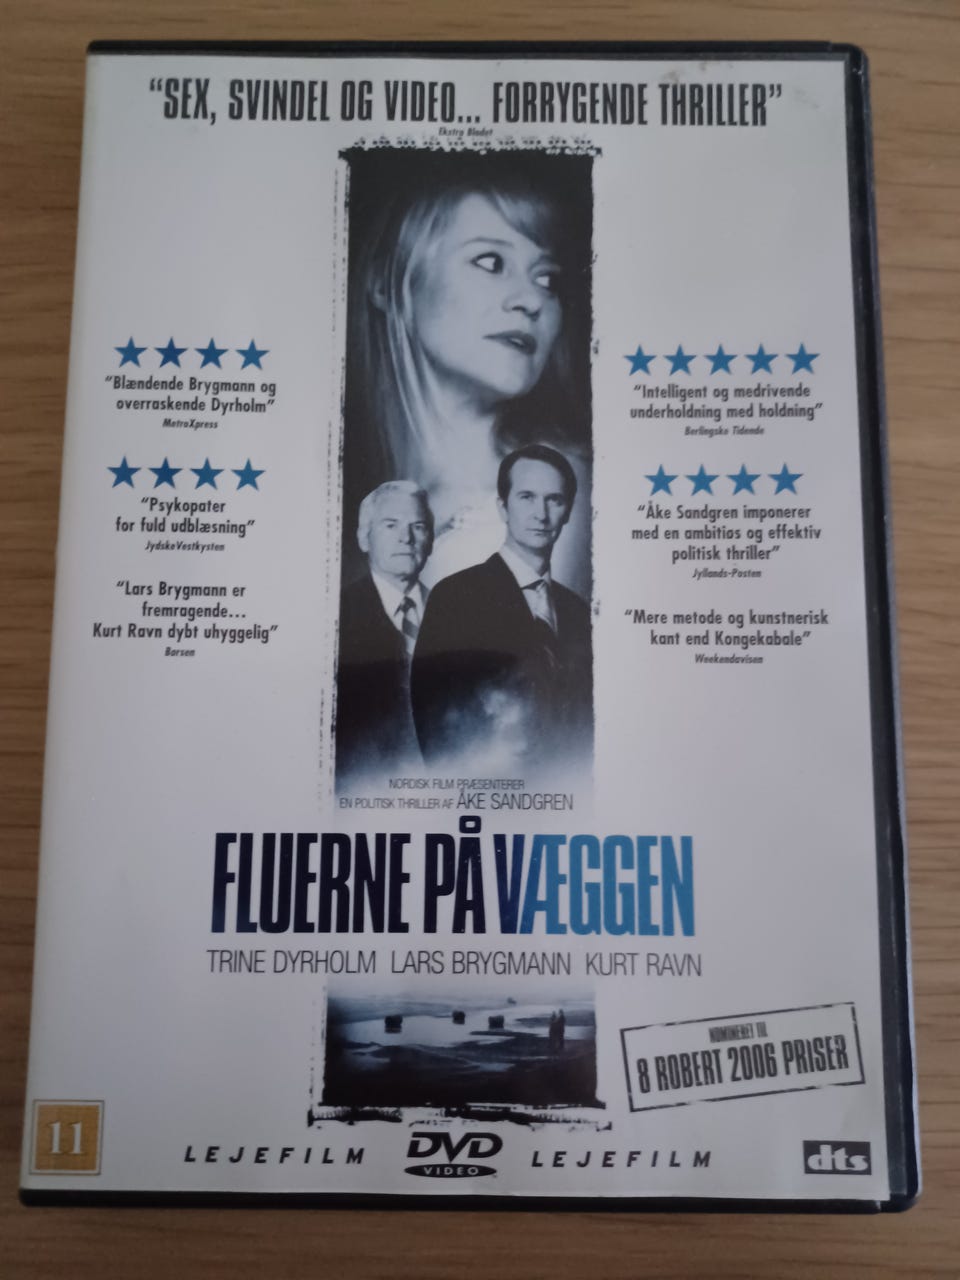 “SEX, SVINDEL OG VIDEO... FORRYGENDE THRILLER”
Ekstra Bladet
“Blændende Brygmann og
overraskende Dyrholm”
MetroXpress
“Psykopater
for fuld udblæsning”
JydskeVestkysten
“Lars Brygmann er
fremragende...
Kurt Ravn dybt uhyggelig”
Børsen
“Intelligent og medrivende
underholdning med holdning”
Berlingske Tidende
“Åke Sandgren imponerer
med en ambitiøs og effektiv
politisk thriller”
Jyllands-Posten
“Mere metode og kunstnerisk
kant end Kongekabale”
Weekendavisen
NORDISK FILM PRÆSENTERER
EN POLITISK THRILLER AF ÅKE SANDGREN
FLUERNE PÅ VÆGGEN
TRINE DYRHOLM LARS BRYGMANN KURT RAVN
NOMINERET TIL
8 ROBERT 2006 PRISER
11
LEJEFILM
DVD
VIDEO
LEJEFILM
dts